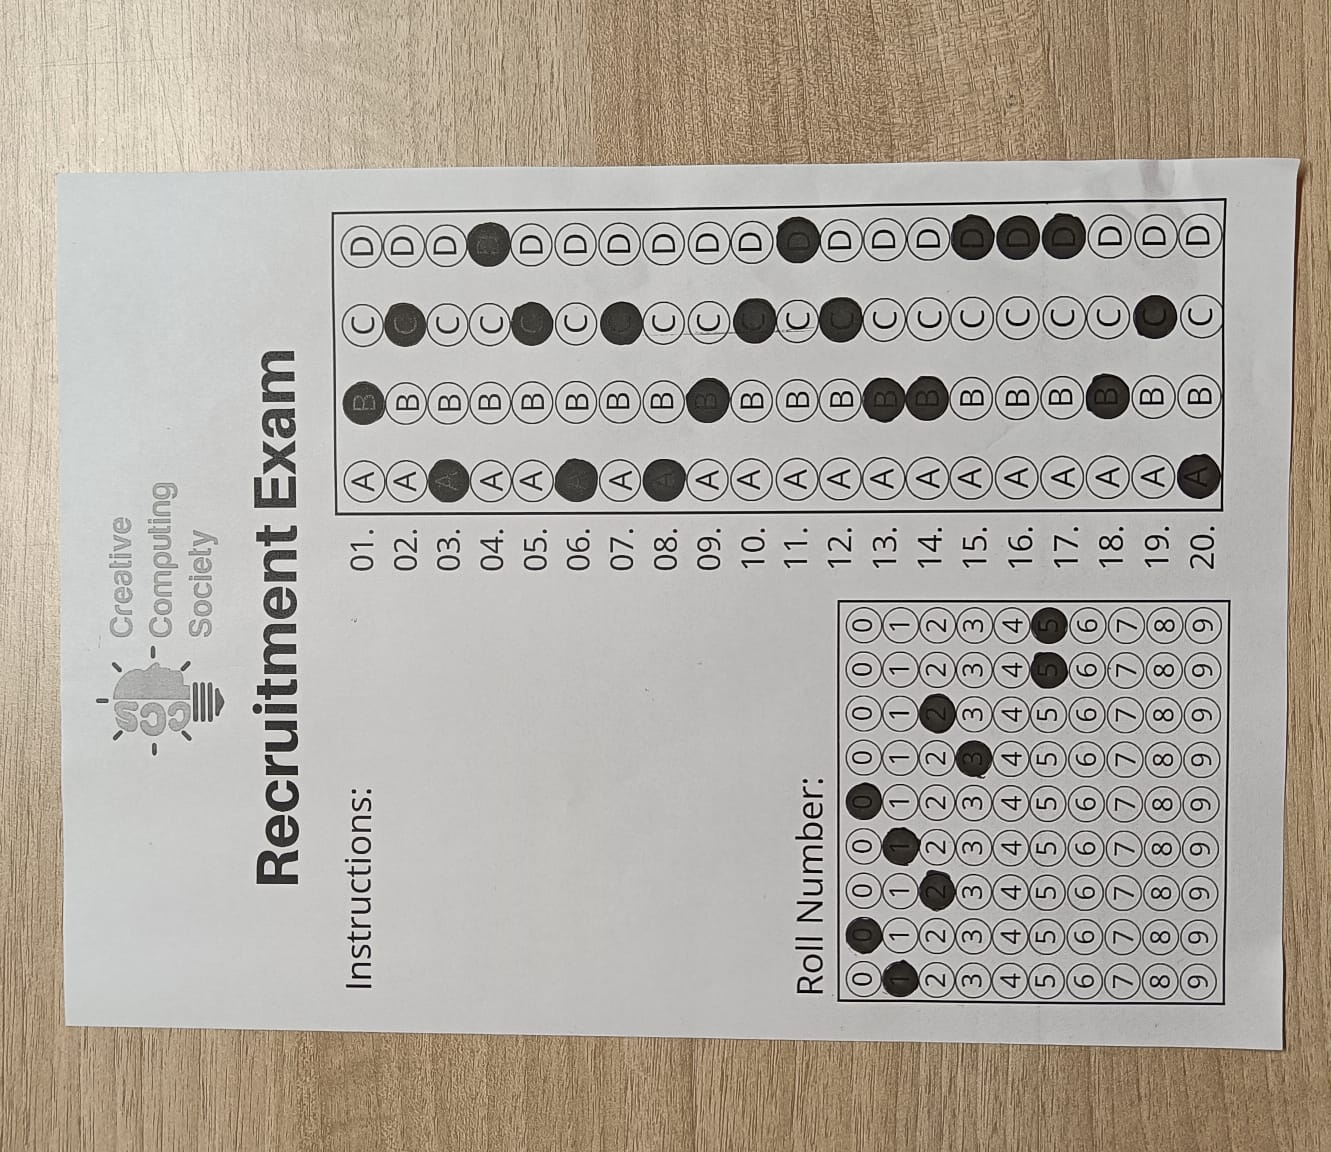 CCS
Creative
Computing
Society
Recruitment Exam
Instructions:
01. A B C D
02. A B C D
03. A B C D
04. A B C D
05. A B C D
06. A B C D
07. A B C D
08. A B C D
09. A B C D
10. A B C D
11. A B C D
12. A B C D
13. A B C D
14. A B C D
15. A B C D
16. A B C D
17. A B C D
18. A B C D
19. A B C D
20. A B C D
Roll Number:
0 0 0 0 0 0 0 0 0
1 1 1 1 1 1 1 1 1
2 2 2 2 2 2 2 2 2
3 3 3 3 3 3 3 3 3
4 4 4 4 4 4 4 4 4
5 5 5 5 5 5 5 5 5
6 6 6 6 6 6 6 6 6
7 7 7 7 7 7 7 7 7
8 8 8 8 8 8 8 8 8
9 9 9 9 9 9 9 9 9